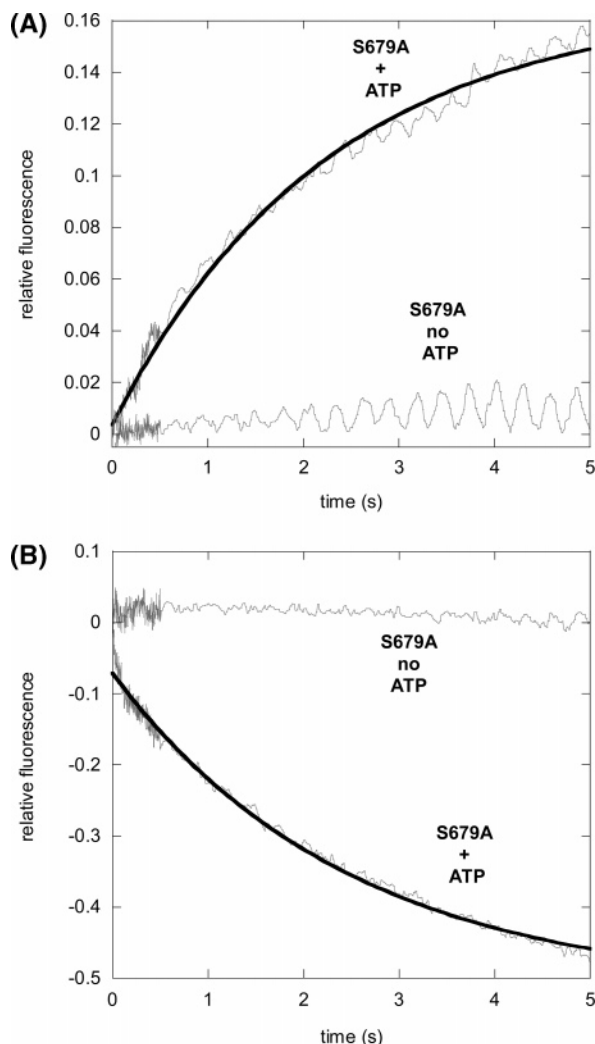 (A)
0.16
0.14
0.12
0.1
0.08
0.06
0.04
0.02
0
relative fluorescence
S679A
+
ATP
S679A
no
ATP
0 1 2 3 4 5
time (s)
(B)
0.1
0
-0.1
-0.2
-0.3
-0.4
-0.5
relative fluorescence
S679A
no
ATP
S679A
+
ATP
0 1 2 3 4 5
time (s)